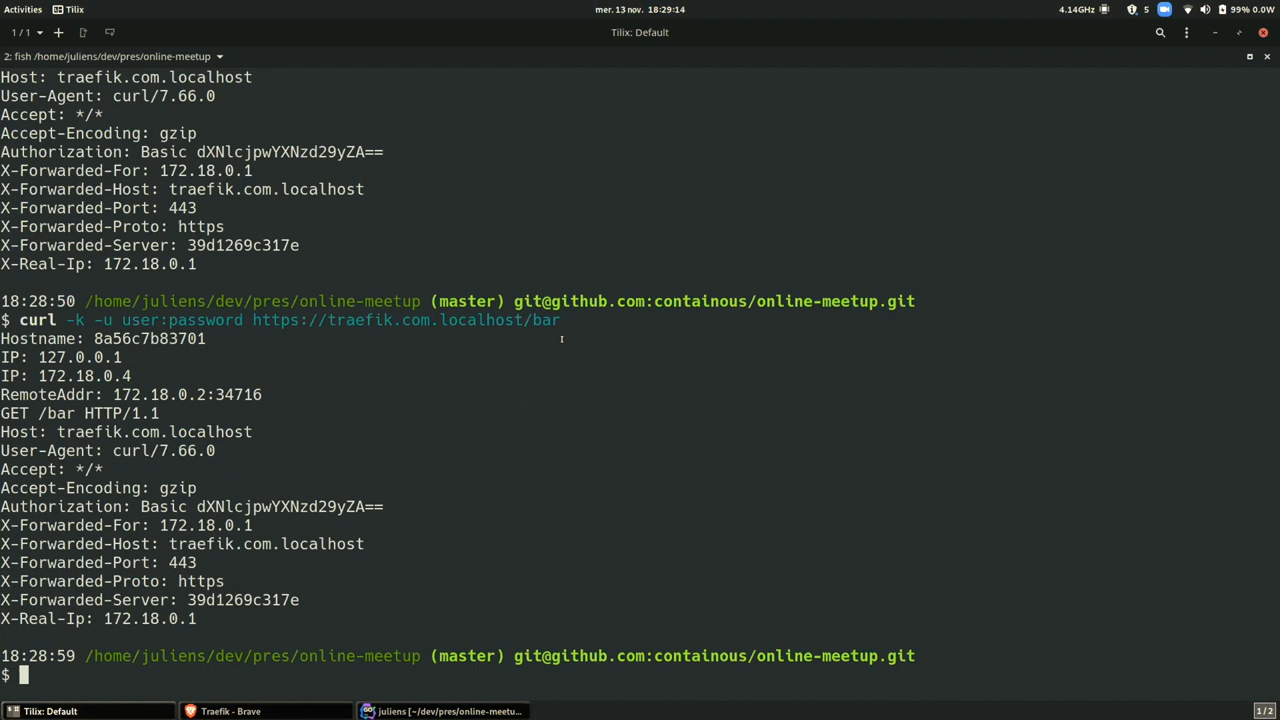 Activities Tilix mer. 13 nov. 18:29:14 4.14GHz 5 99% 0.0W
1 / 1 Tilix: Default
2: fish /home/juliens/dev/pres/online-meetup
Host: traefik.com.localhost
User-Agent: curl/7.66.0
Accept: */*
Accept-Encoding: gzip
Authorization: Basic dXNlcjpwYXNzd29yZA==
X-Forwarded-For: 172.18.0.1
X-Forwarded-Host: traefik.com.localhost
X-Forwarded-Port: 443
X-Forwarded-Proto: https
X-Forwarded-Server: 39d1269c317e
X-Real-Ip: 172.18.0.1
18:28:50 /home/juliens/dev/pres/online-meetup (master) git@github.com:containous/online-meetup.git
$ curl -k -u user:password https://traefik.com.localhost/bar
Hostname: 8a56c7b83701
IP: 127.0.0.1
IP: 172.18.0.4
RemoteAddr: 172.18.0.2:34716
GET /bar HTTP/1.1
Host: traefik.com.localhost
User-Agent: curl/7.66.0
Accept: */*
Accept-Encoding: gzip
Authorization: Basic dXNlcjpwYXNzd29yZA==
X-Forwarded-For: 172.18.0.1
X-Forwarded-Host: traefik.com.localhost
X-Forwarded-Port: 443
X-Forwarded-Proto: https
X-Forwarded-Server: 39d1269c317e
X-Real-Ip: 172.18.0.1
18:28:59 /home/juliens/dev/pres/online-meetup (master) git@github.com:containous/online-meetup.git
$
Tilix: Default Traefik - Brave GO juliens [~/dev/pres/online-meetu... 1/2